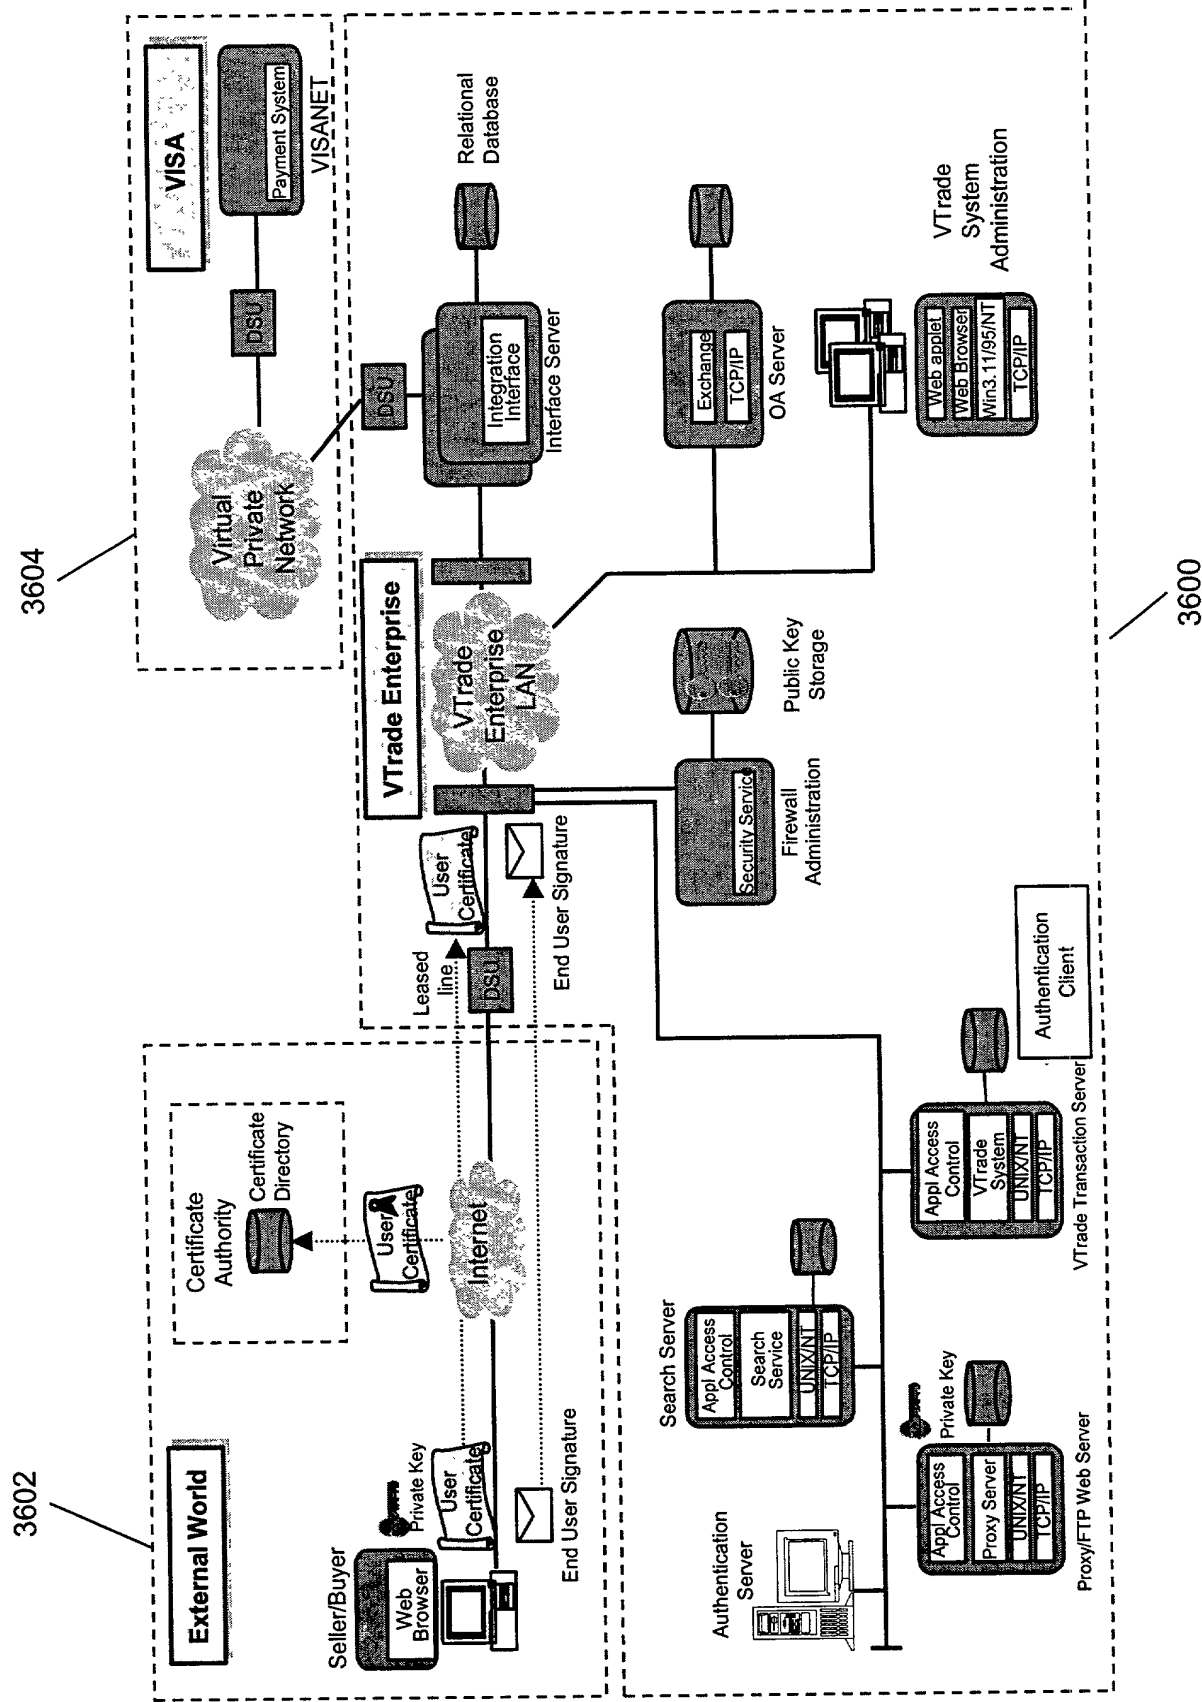 3602
3604
3600
External World
Certificate
Authority
Certificate
Directory
User
Certificate
Internet
Seller/Buyer
Web
Browser
Private Key
User
Certificate
End User Signature
Leased
line
User
Certificate
DSU
End User Signature
VISA
Payment System
VISANET
DSU
Virtual
Private
Network
DSU
VTrade Enterprise
VTrade
Enterprise
LAN
Integration
Interface
Interface Server
Relational
Database
Security Service
Firewall
Administration
Public Key
Storage
Exchange
TCP/IP
OA Server
Web applet
Web Browser
Win3.11/95/NT
TCP/IP
VTrade
System
Administration
Authentication
Server
Search Server
Appl Access
Control
Search
Service
UNIX/NT
TCP/IP
Private Key
Appl Access
Control
Proxy Server
UNIX/NT
TCP/IP
Proxy/FTP Web Server
Appl Access
Control
VTrade
System
UNIX/NT
TCP/IP
VTrade Transaction Server
Authentication
Client